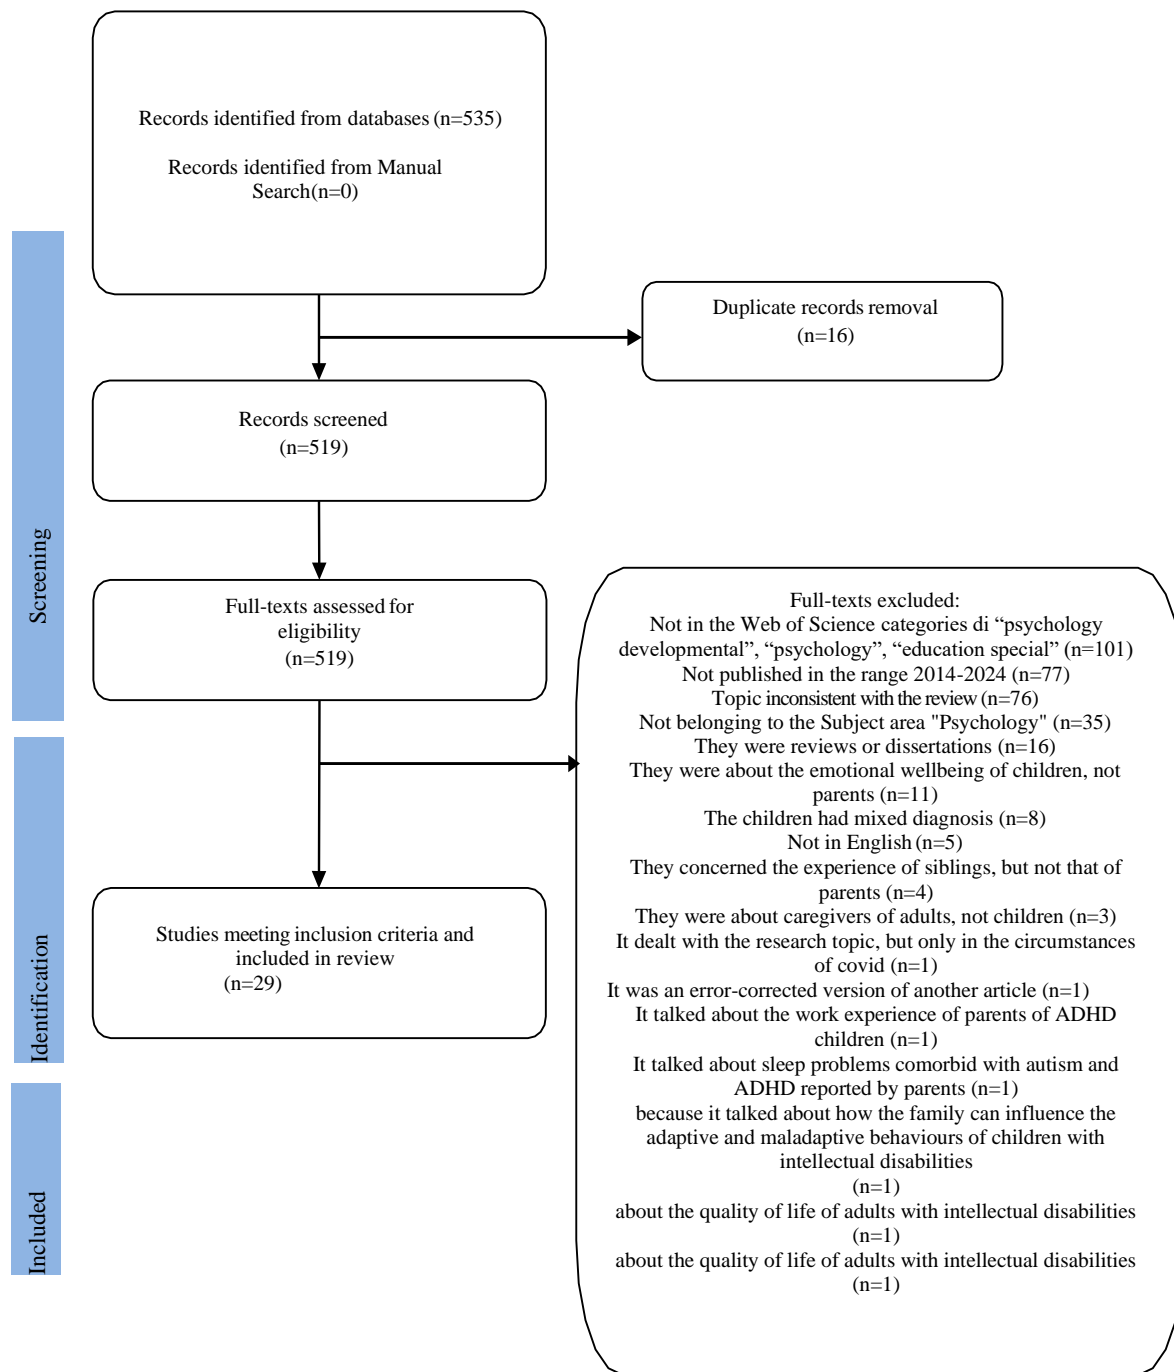 Records identified from databases (n=535)
Records identified from Manual
Search(n=0)
Duplicate records removal
(n=16)
Records screened
(n=519)
Screening
Full-texts assessed for
eligibility
(n=519)
Full-texts excluded:
Not in the Web of Science categories di “psychology
developmental”, “psychology”, “education special” (n=101)
Not published in the range 2014-2024 (n=77)
Topic inconsistent with the review (n=76)
Not belonging to the Subject area "Psychology" (n=35)
They were reviews or dissertations (n=16)
They were about the emotional wellbeing of children, not
parents (n=11)
The children had mixed diagnosis (n=8)
Not in English (n=5)
They concerned the experience of siblings, but not that of
parents (n=4)
They were about caregivers of adults, not children (n=3)
It dealt with the research topic, but only in the circumstances
of covid (n=1)
It was an error-corrected version of another article (n=1)
It talked about the work experience of parents of ADHD
children (n=1)
It talked about sleep problems comorbid with autism and
ADHD reported by parents (n=1)
because it talked about how the family can influence the
adaptive and maladaptive behaviours of children with
intellectual disabilities
(n=1)
about the quality of life of adults with intellectual disabilities
(n=1)
about the quality of life of adults with intellectual disabilities
(n=1)
Identification
Studies meeting inclusion criteria and
included in review
(n=29)
Included